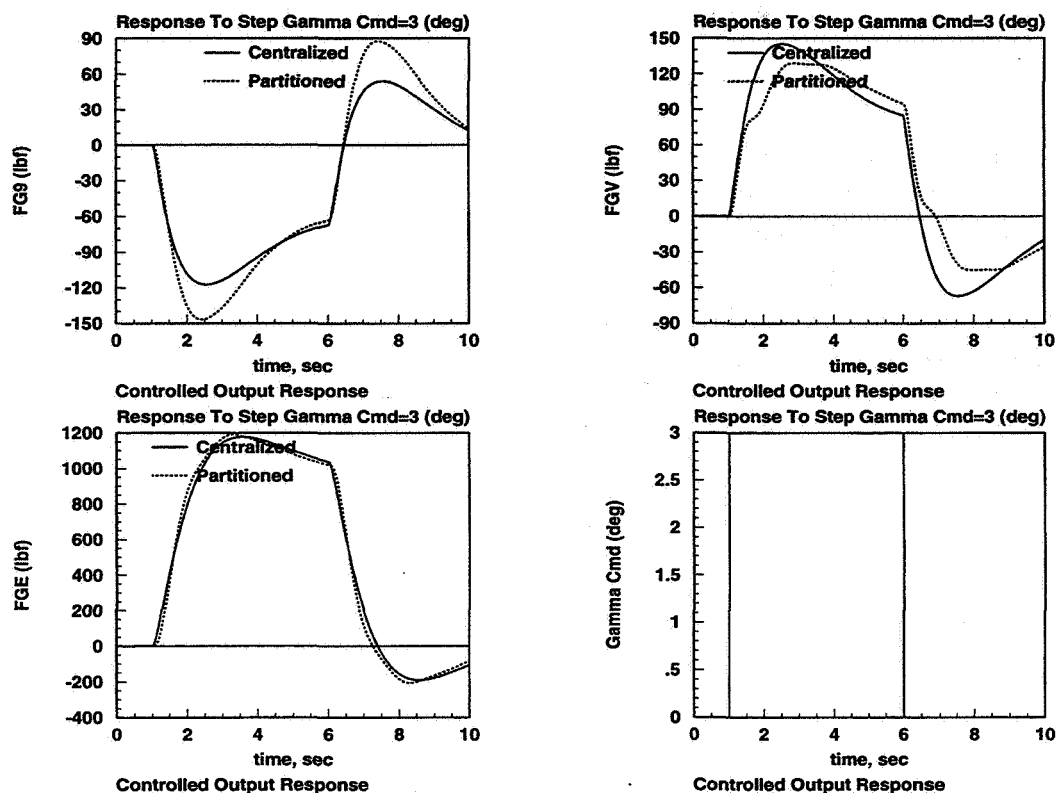 Response To Step Gamma Cmd=3 (deg)
90
60
30
0
-30
-60
-90
-120
-150
FG9 (lbf)
Centralized
Partitioned
0 2 4 6 8 10
time, sec
Controlled Output Response
Response To Step Gamma Cmd=3 (deg)
150
120
90
60
30
0
-30
-60
-90
FGV (lbf)
Centralized
Partitioned
0 2 4 6 8 10
time, sec
Controlled Output Response
Response To Step Gamma Cmd=3 (deg)
1200
1000
800
600
400
200
0
-200
-400
FGE (lbf)
Centralized
Partitioned
0 2 4 6 8 10
time, sec
Controlled Output Response
Response To Step Gamma Cmd=3 (deg)
3
2.5
2
1.5
1
.5
0
Gamma Cmd (deg)
0 2 4 6 8 10
time, sec
Controlled Output Response